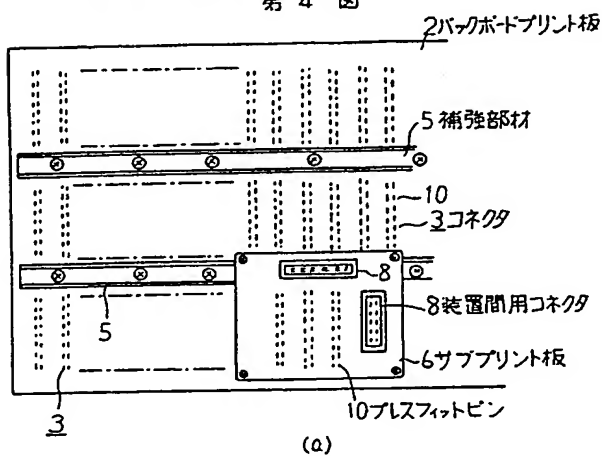 第 4 図
2バックボードプリント板
5 補強部材
10
3コネクタ
8
8装置間用コネクタ
5
6サブプリント板
3
10プレスフィットピン
(a)